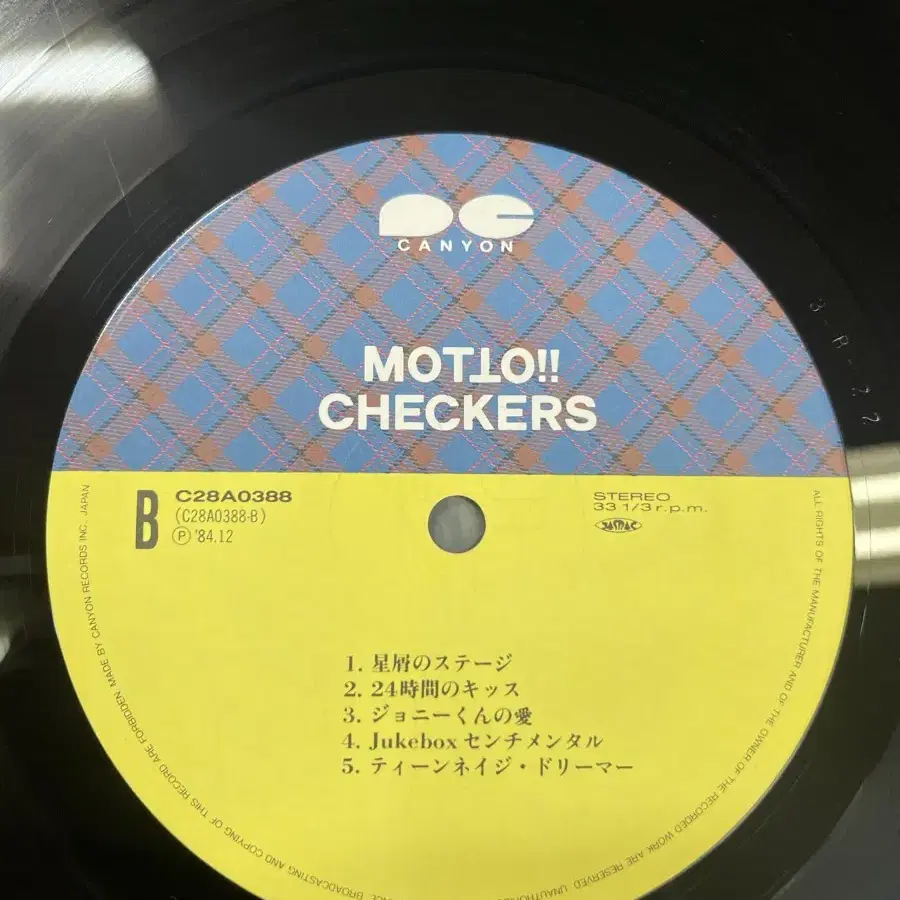 CANYON
MOTTO!!
CHECKERS
B
C28A0388
(C28A0388-B)
Ⓟ '84.12
STEREO
33 1/3 r.p.m.
JASRAC
1. 星屑のステージ
2. 24時間のキッス
3. ジョニーくんの愛
4. Jukebox センチメンタル
5. ティーンネイジ・ドリーマー
ALL RIGHTS OF THE MANUFACTURER AND OF THE OWNER OF THE RECORDED WORK ARE RESERVED.
BROADCASTING AND COPYING OF THIS RECORD ARE FORBIDDEN MADE BY CANYON RECORDS INC., JAPAN